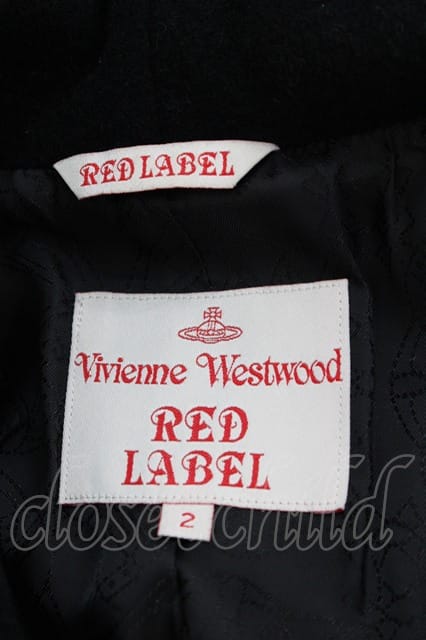 RED LABEL
Vivienne Westwood
RED
LABEL
2
closet child